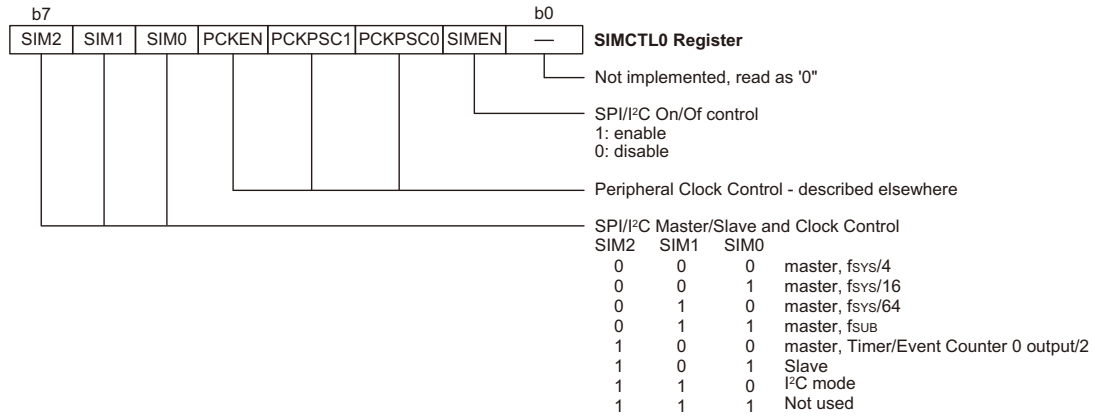 b7 b0
SIM2 SIM1 SIM0 PCKEN PCKPSC1 PCKPSC0 SIMEN — SIMCTL0 Register
Not implemented, read as '0"
SPI/I²C On/Of control
1: enable
0: disable
Peripheral Clock Control - described elsewhere
SPI/I²C Master/Slave and Clock Control
SIM2 SIM1 SIM0
0 0 0 master, fSYS/4
0 0 1 master, fSYS/16
0 1 0 master, fSYS/64
0 1 1 master, fSUB
1 0 0 master, Timer/Event Counter 0 output/2
1 0 1 Slave
1 1 0 I²C mode
1 1 1 Not used